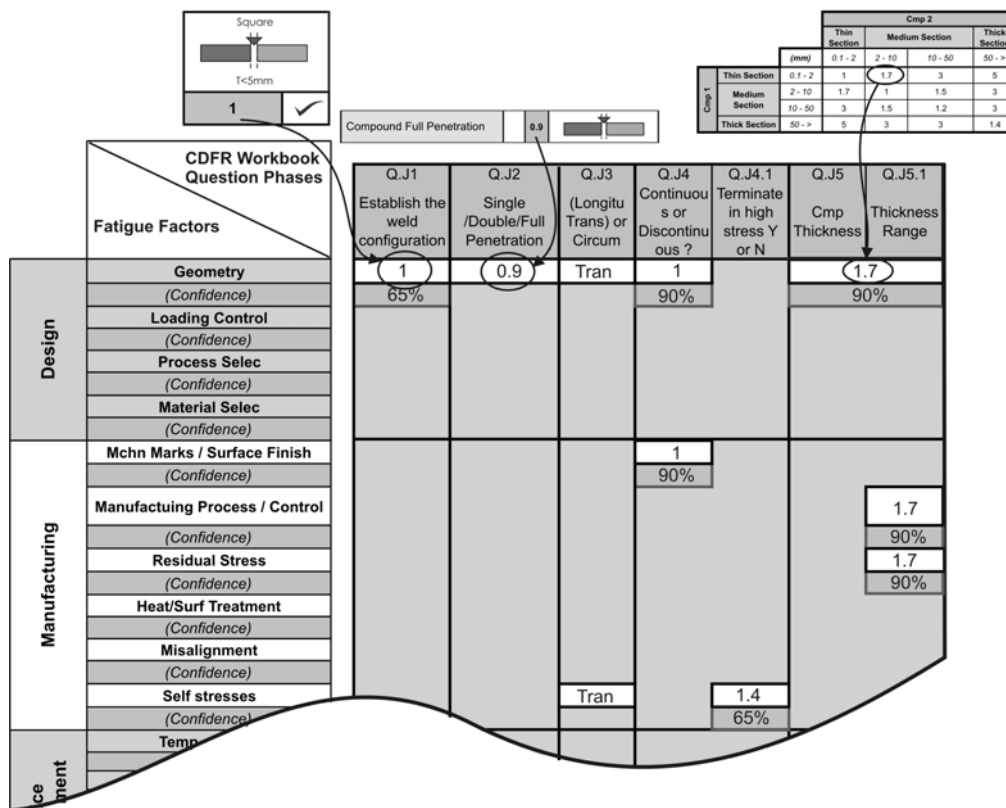 Square
T<5mm
1
Compound Full Penetration 0.9
Cmp 2
Thin Section Medium Section Thick Section
(mm) 0.1 - 2 2 - 10 10 - 50 50 - >
Cmp 1
Thin Section 0.1 - 2 1 1.7 3 5
Medium Section
2 - 10 1.7 1 1.5 3
10 - 50 3 1.5 1.2 3
Thick Section 50 - > 5 3 3 1.4
CDFR Workbook
Question Phases
Fatigue Factors
Q.J1 Q.J2 Q.J3 Q.J4 Q.J4.1 Q.J5 Q.J5.1
Establish the
weld
configuration
Single
/Double/Full
Penetration
(Longitu
Trans) or
Circum
Continuou
s or
Discontinu
ous ?
Terminate
in high
stress Y
or N
Cmp
Thickness
Thickness
Range
Design
Geometry 1 0.9 Tran 1 1.7
(Confidence) 65% 90% 90%
Loading Control
(Confidence)
Process Selec
(Confidence)
Material Selec
(Confidence)
Manufacturing
Mchn Marks / Surface Finish 1
(Confidence) 90%
Manufactuing Process / Control 1.7
(Confidence) 90%
Residual Stress 1.7
(Confidence) 90%
Heat/Surf Treatment
(Confidence)
Misalignment
(Confidence)
Self stresses Tran 1.4
(Confidence) 65%
Temp
ce
ment